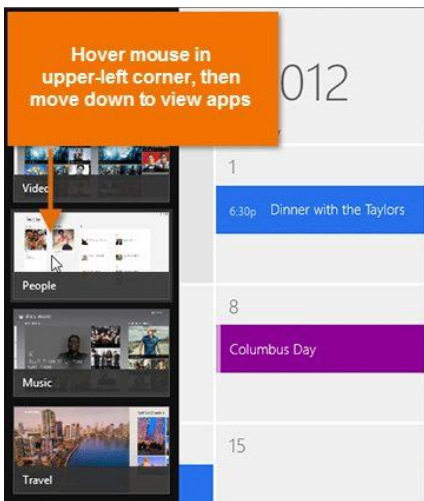 Hover mouse in
upper-left corner, then
move down to view apps
012
Video
1
6:30p Dinner with the Taylors
People
8
Columbus Day
Music
15
Travel